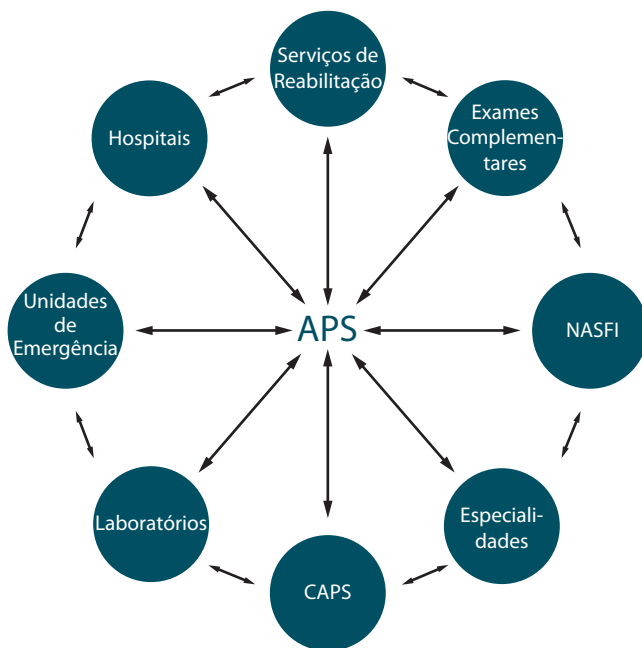 Serviços de
Reabilitação
Exames
Complemen-
tares
Hospitais
Unidades
de
Emergência
APS
NASFI
Laboratórios
Especiali-
dades
CAPS